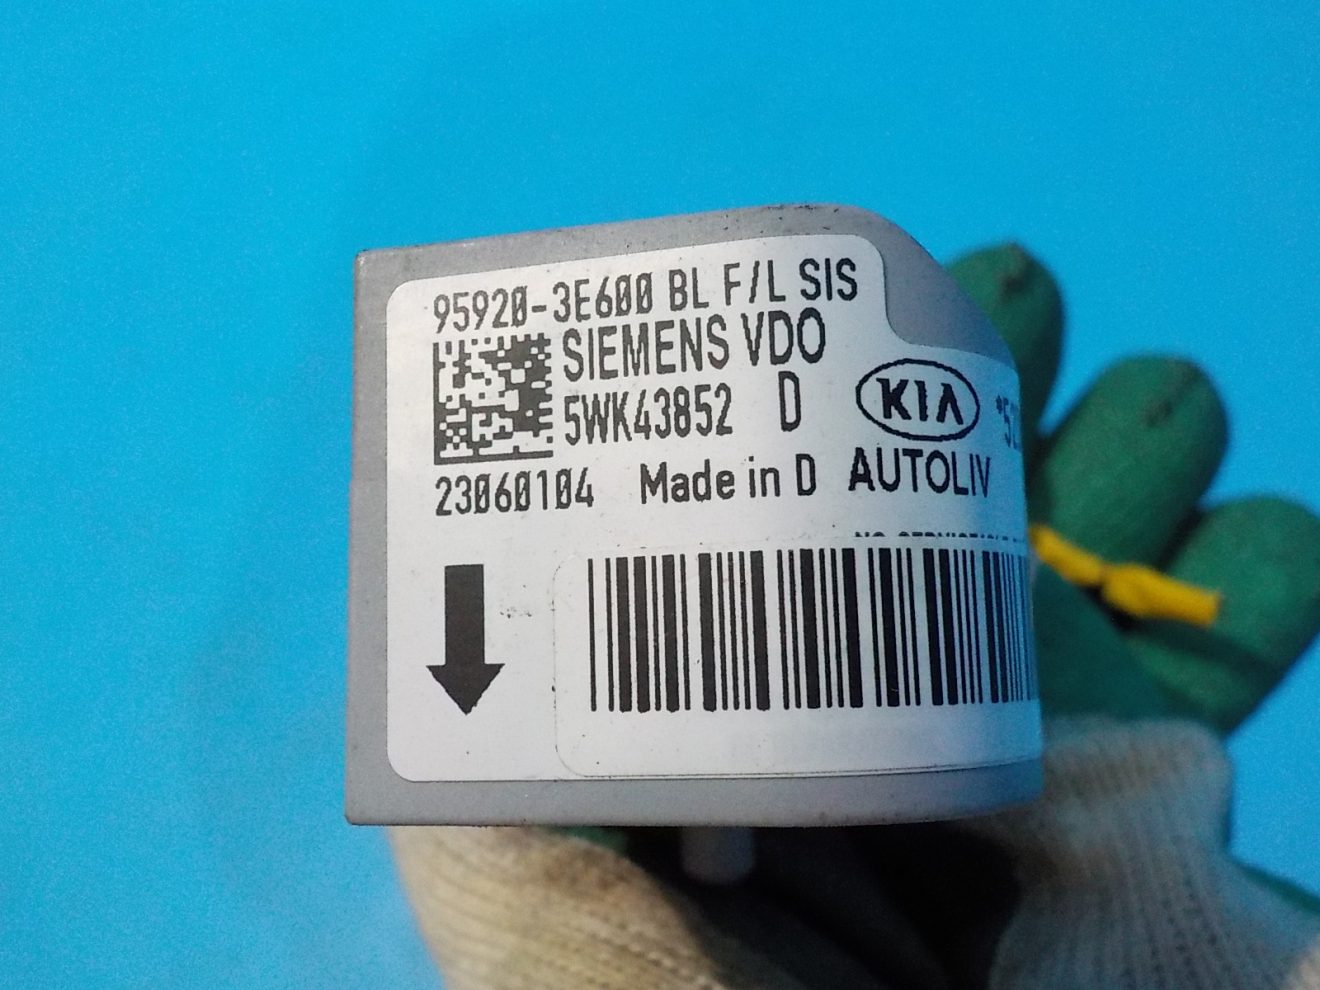 95920-3E600 BL F/L SIS
SIEMENS VDO
5WK43852 D
KIA
23060104 Made in D AUTOLIV